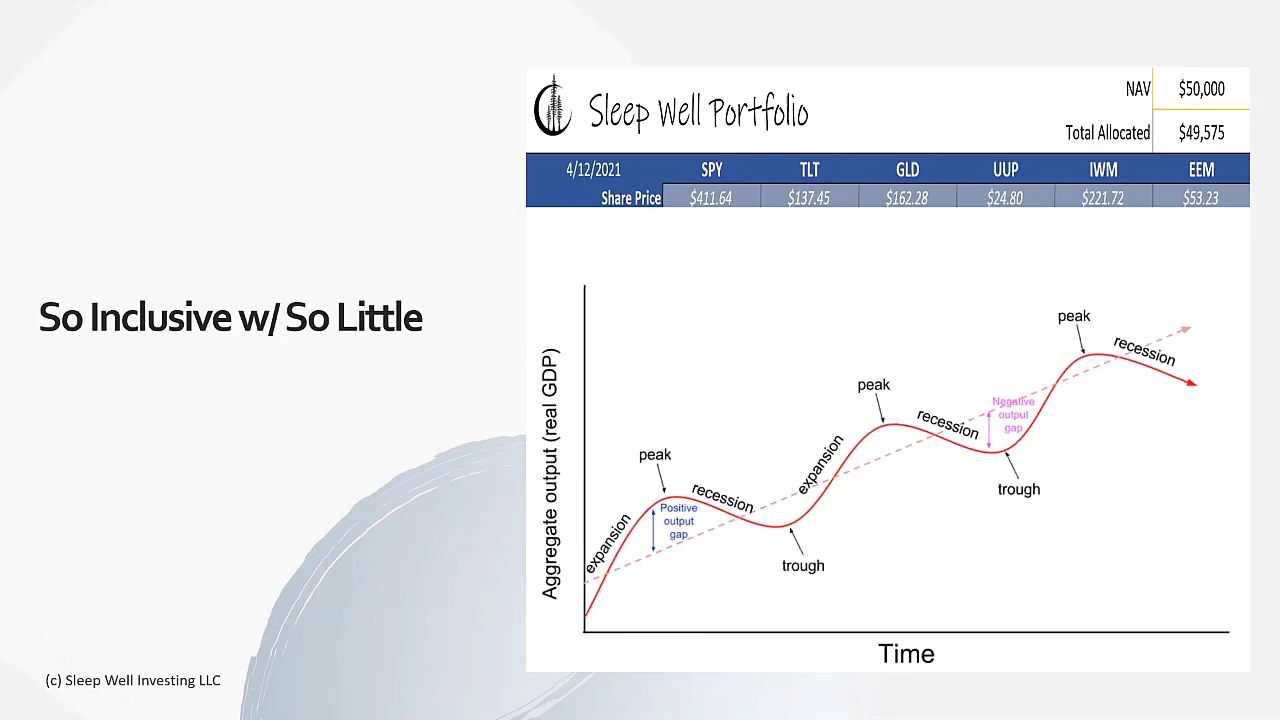 So Inclusive w/ So Little
(c) Sleep Well Investing LLC
Sleep Well Portfolio
NAV $50,000
Total Allocated $49,575
4/12/2021 SPY TLT GLD UUP IWM EEM
Share Price $411.64 $137.45 $162.28 $24.80 $221.72 $53.23
Aggregate output (real GDP)
expansion
peak
recession
Positive
output
gap
trough
expansion
peak
recession
Negative
output
gap
trough
peak
recession
Time